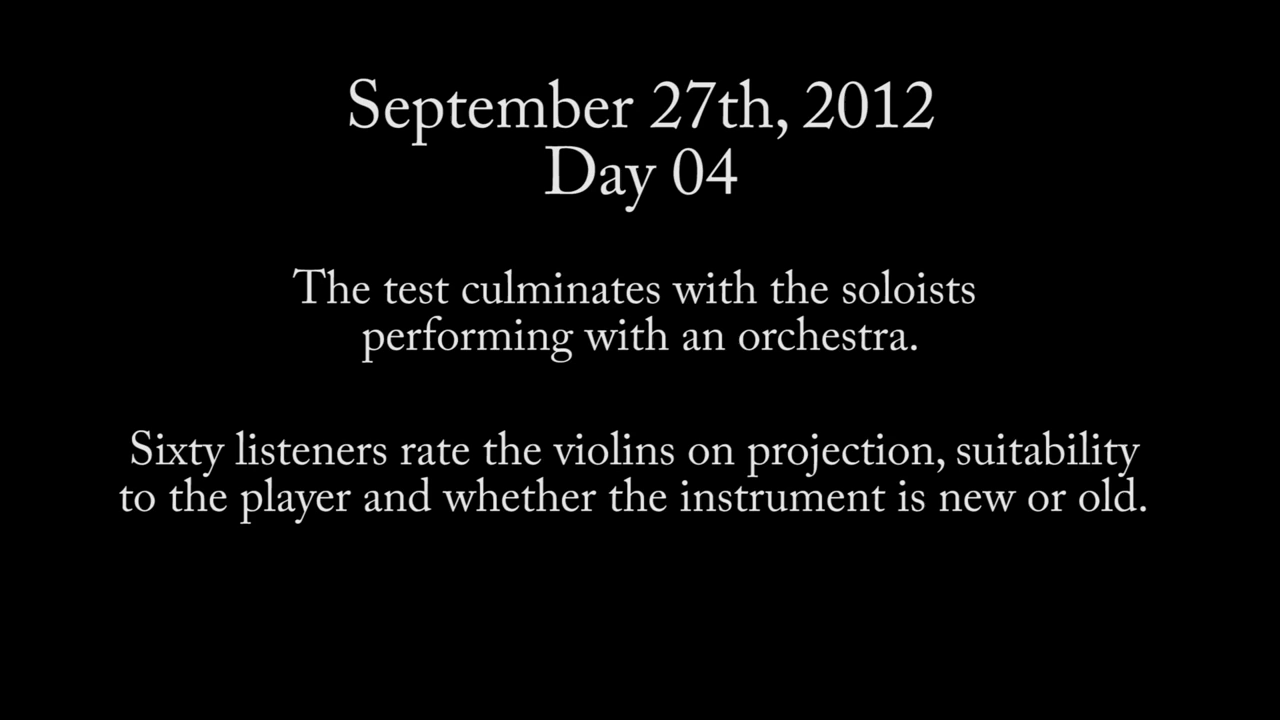 September 27th, 2012
Day 04
The test culminates with the soloists
performing with an orchestra.
Sixty listeners rate the violins on projection, suitability
to the player and whether the instrument is new or old.